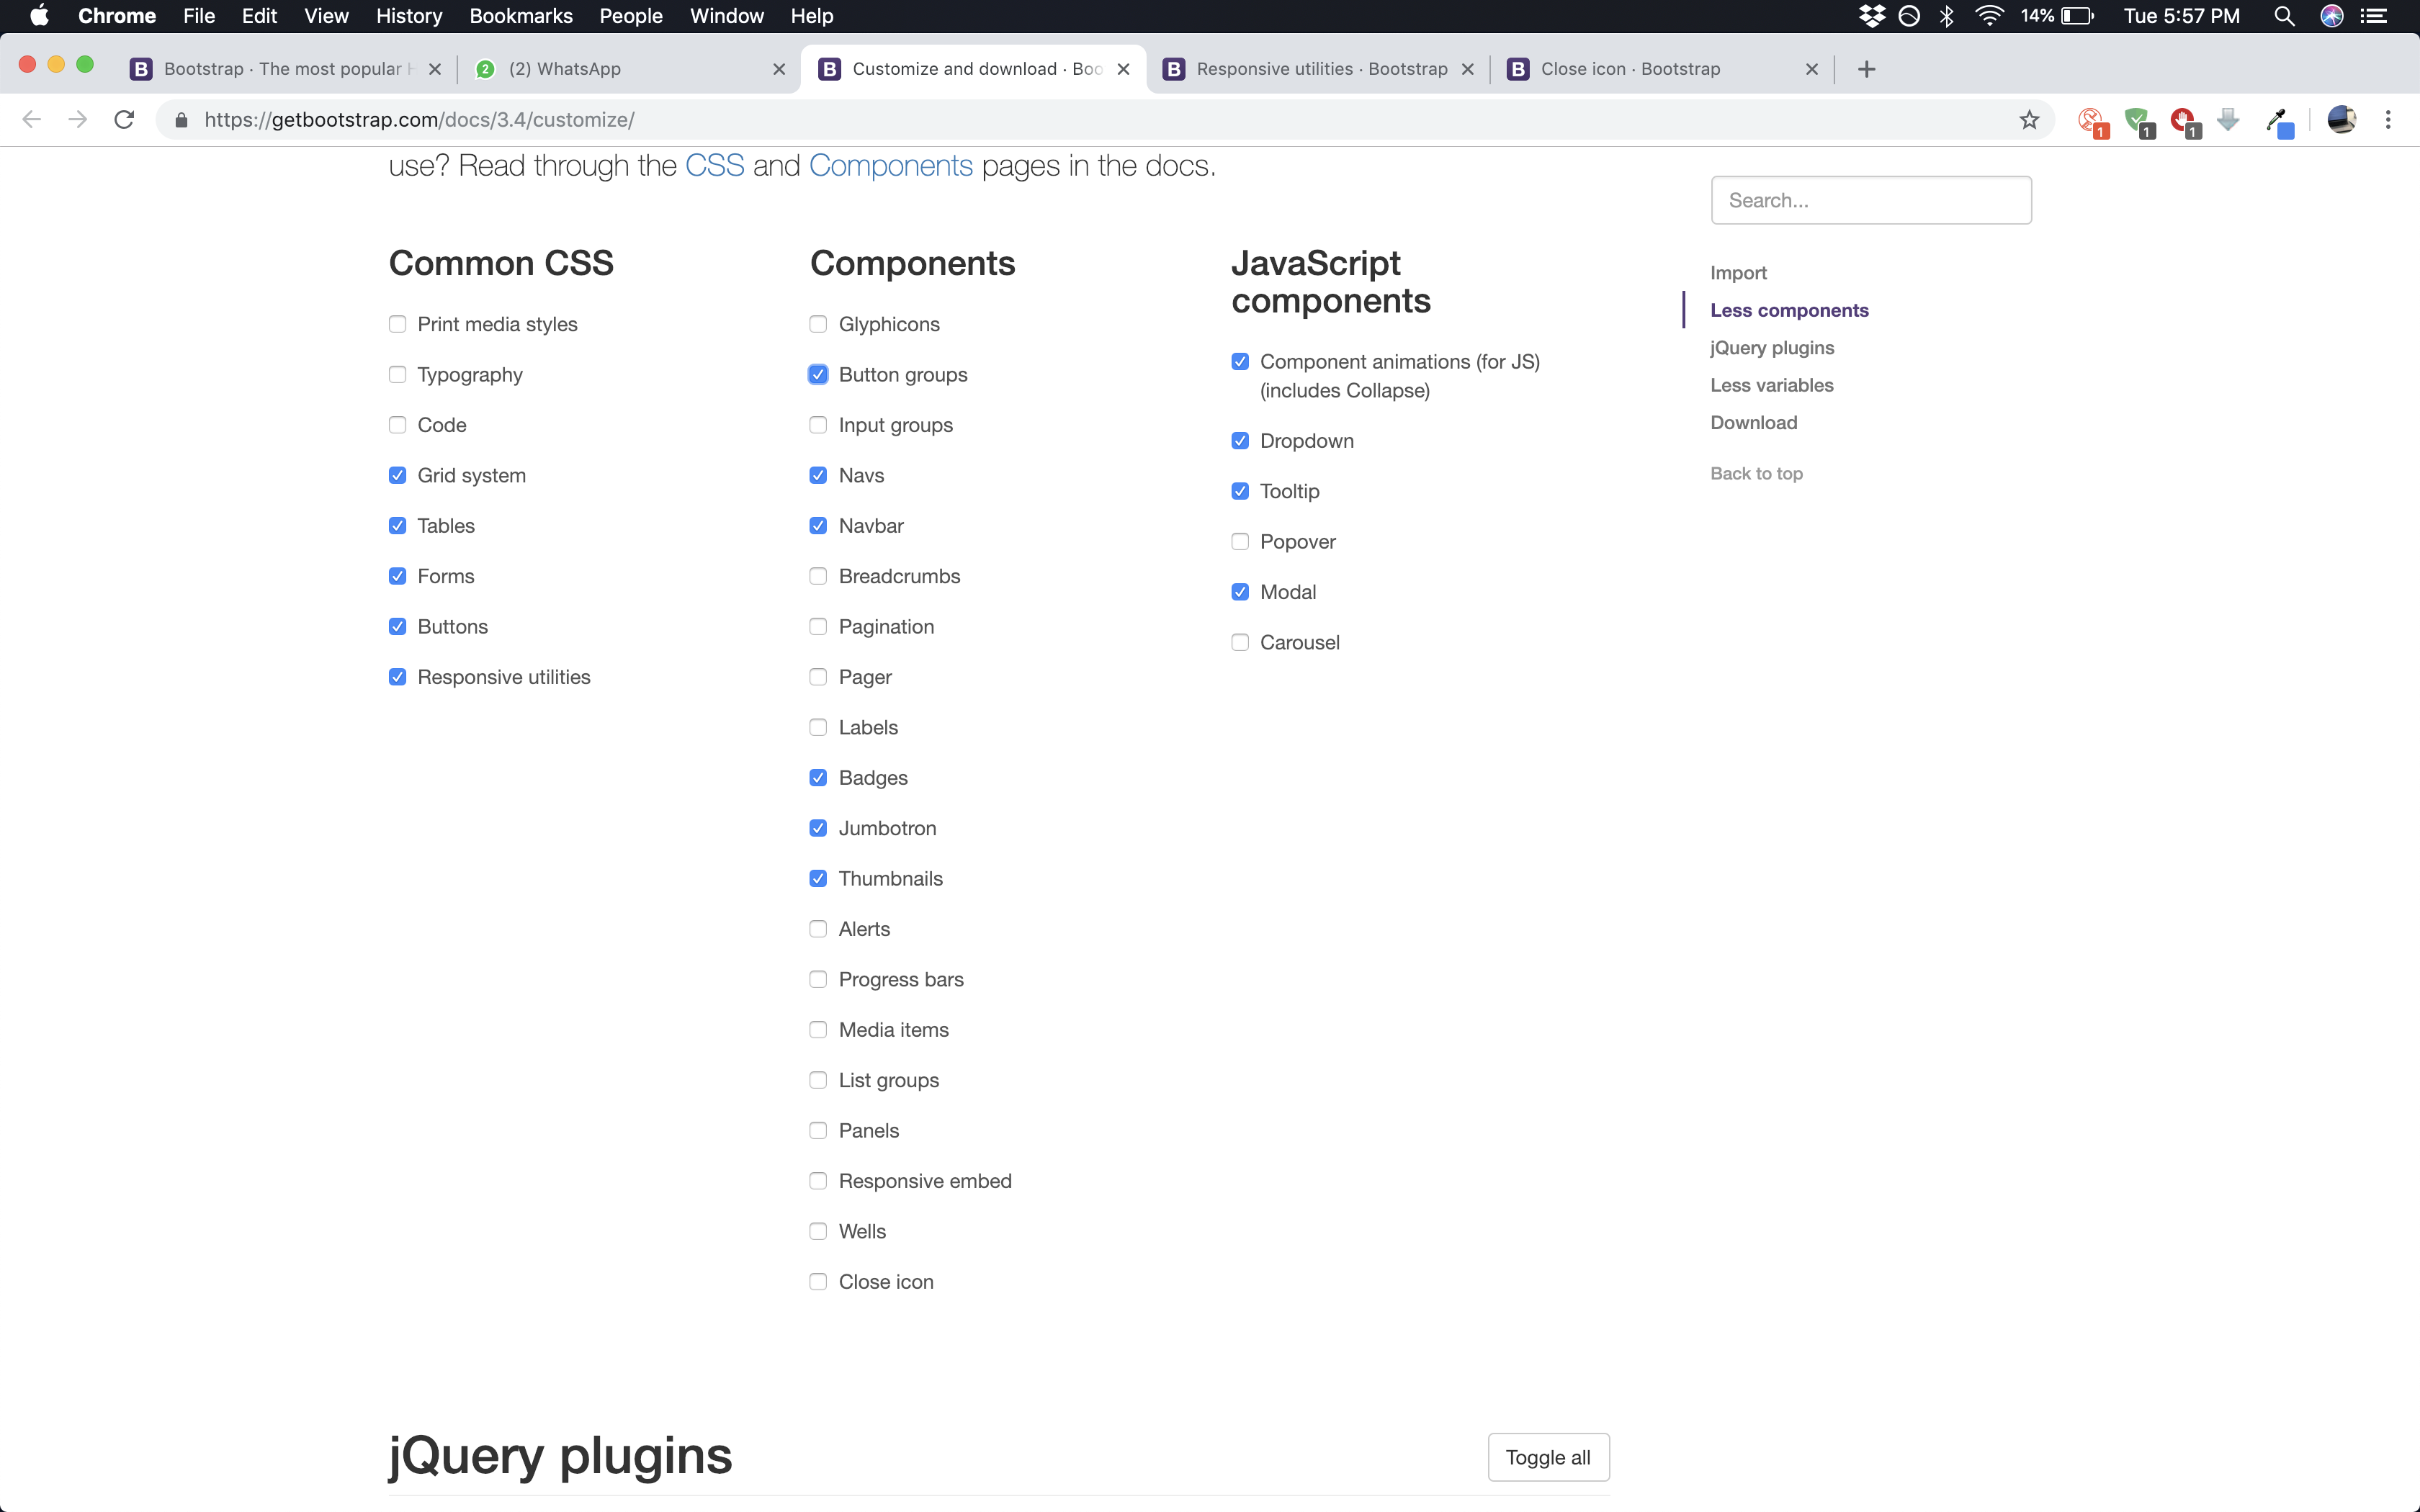 Chrome File Edit View History Bookmarks People Window Help 14% Tue 5:57 PM
Bootstrap · The most popular 2 (2) WhatsApp Customize and download · Boo Responsive utilities · Bootstrap Close icon · Bootstrap
https://getbootstrap.com/docs/3.4/customize/ 1 1 1
use? Read through the CSS and Components pages in the docs.
Search...
Common CSS
Print media styles
Typography
Code
Grid system
Tables
Forms
Buttons
Responsive utilities
Components
Glyphicons
Button groups
Input groups
Navs
Navbar
Breadcrumbs
Pagination
Pager
Labels
Badges
Jumbotron
Thumbnails
Alerts
Progress bars
Media items
List groups
Panels
Responsive embed
Wells
Close icon
JavaScript
components
Component animations (for JS)
(includes Collapse)
Dropdown
Tooltip
Popover
Modal
Carousel
Import
Less components
jQuery plugins
Less variables
Download
Back to top
jQuery plugins
Toggle all